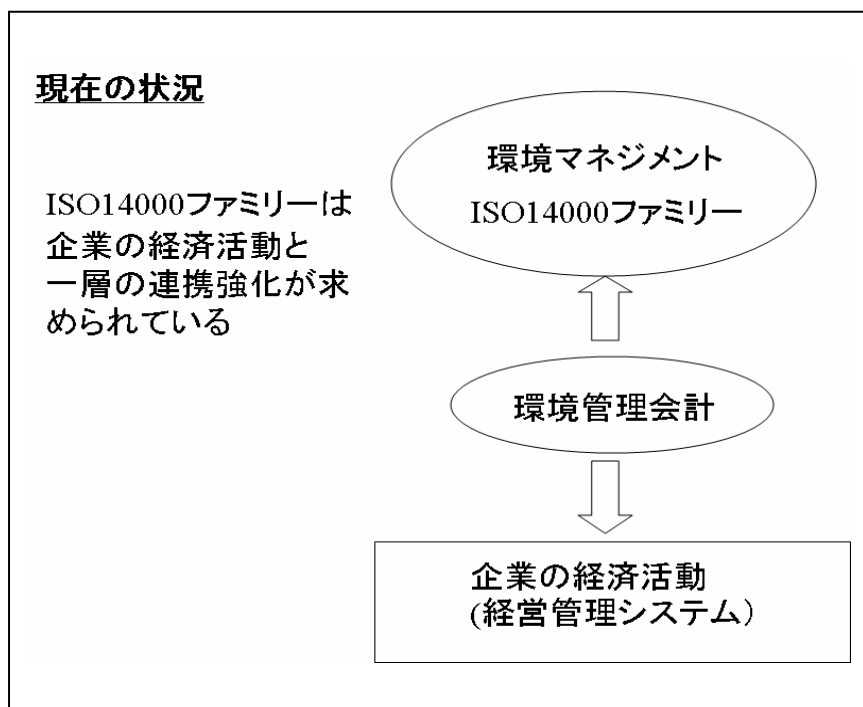 現在の状況
環境マネジメント
ISO14000ファミリー
ISO14000ファミリーは
企業の経済活動と
一層の連携強化が求
められている
環境管理会計
企業の経済活動
(経営管理システム）